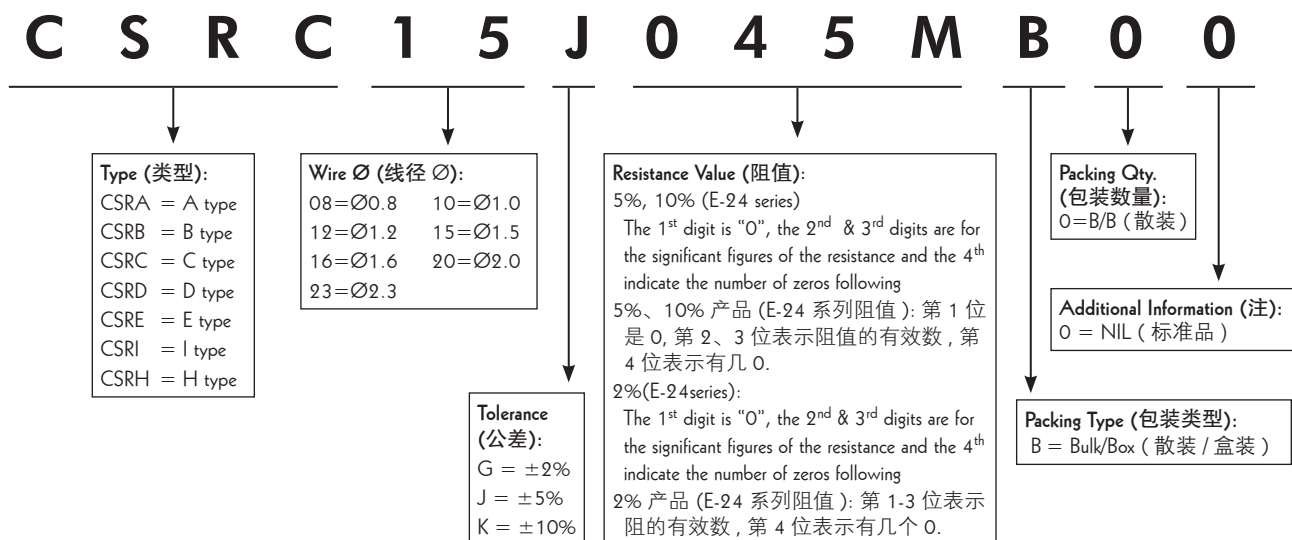 C S R C 1 5 J 0 4 5 M B 0 0
Type (类型):
CSRA = A type
CSRB = B type
CSRC = C type
CSRD = D type
CSRE = E type
CSRI = I type
CSRH = H type
Wire Ø (线径 Ø):
08=Ø0.8 10=Ø1.0
12=Ø1.2 15=Ø1.5
16=Ø1.6 20=Ø2.0
23=Ø2.3
Tolerance
(公差):
G = ±2%
J = ±5%
K = ±10%
Resistance Value (阻值):
5%, 10% (E-24 series)
The 1st digit is “0”, the 2nd & 3rd digits are for
the significant figures of the resistance and the 4th
indicate the number of zeros following
5%、10% 产品 (E-24 系列阻值 ): 第 1 位
是 0, 第 2、3 位表示阻值的有效数 , 第
4 位表示有几 0.
2%(E-24series):
The 1st digit is “0”, the 2nd & 3rd digits are for
the significant figures of the resistance and the 4th
indicate the number of zeros following
2% 产品 (E-24 系列阻值 ): 第 1-3 位表示
阻的有效数 , 第 4 位表示有几个 0.
Packing Qty.
(包装数量):
0=B/B ( 散装 )
Additional Information (注):
0 = NIL ( 标准品 )
Packing Type (包装类型):
B = Bulk/Box ( 散装 / 盒装 )